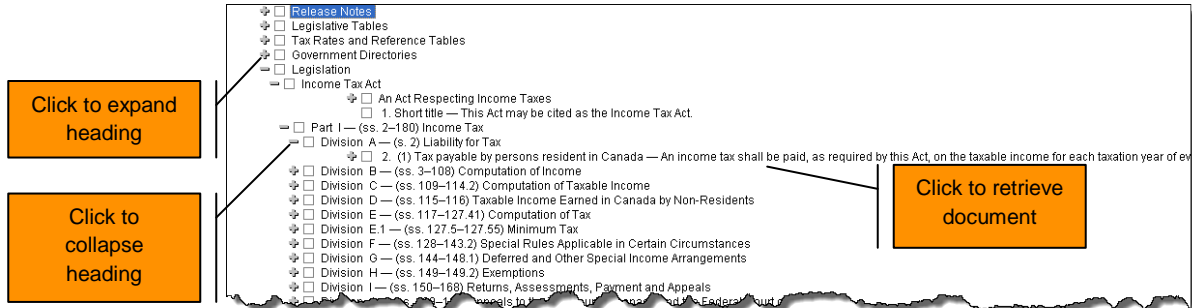 Release Notes
Legislative Tables
Tax Rates and Reference Tables
Government Directories
Legislation
Income Tax Act
An Act Respecting Income Taxes
1. Short title — This Act may be cited as the Income Tax Act.
Part I — (ss. 2–180) Income Tax
Division A — (s. 2) Liability for Tax
2. (1) Tax payable by persons resident in Canada — An income tax shall be paid, as required by this Act, on the taxable income for each taxation year of ev
Division B — (ss. 3–108) Computation of Income
Division C — (ss. 109–114.2) Computation of Taxable Income
Division D — (ss. 115–116) Taxable Income Earned in Canada by Non-Residents
Division E — (ss. 117–127.41) Computation of Tax
Division E.1 — (ss. 127.5–127.55) Minimum Tax
Division F — (ss. 128–143.2) Special Rules Applicable in Certain Circumstances
Division G — (ss. 144–148.1) Deferred and Other Special Income Arrangements
Division H — (ss. 149–149.2) Exemptions
Division I — (ss. 150–168) Returns, Assessments, Payment and Appeals
Click to expand
heading
Click to
collapse
heading
Click to retrieve
document